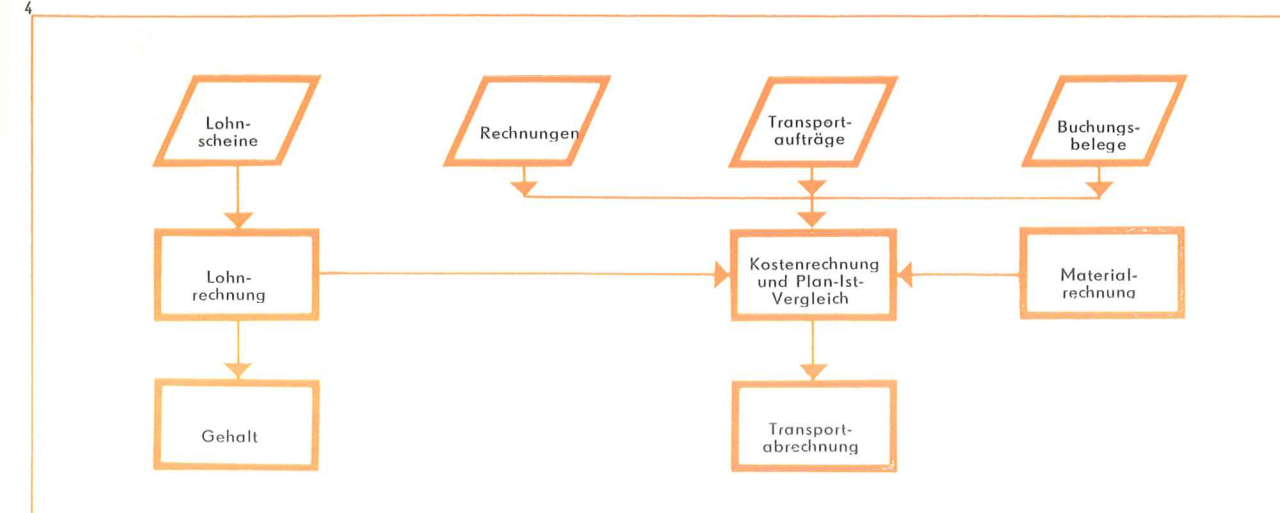 4
Lohn-
scheine
Rechnungen
Transport-
aufträge
Buchungs-
belege
Lohn-
rechnung
Kostenrechnung
und Plan-Ist-
Vergleich
Material-
rechnung
Gehalt
Transport-
abrechnung